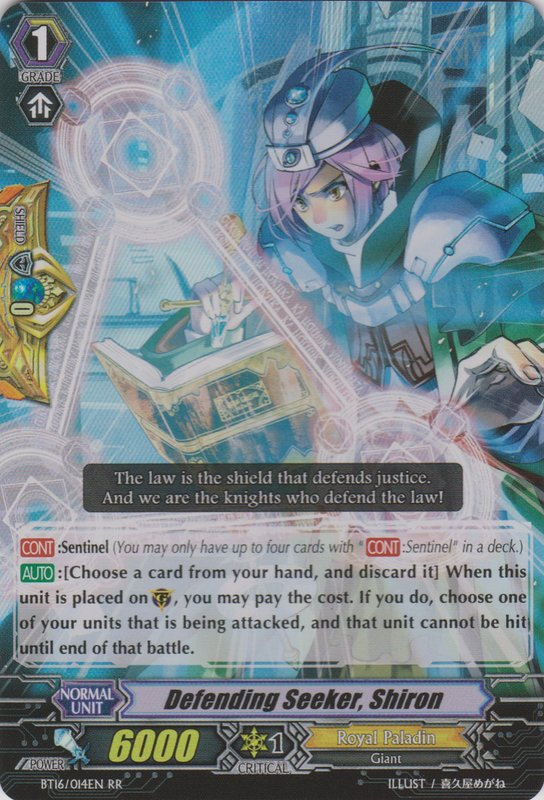 1
GRADE
SHIELD
0
The law is the shield that defends justice.
And we are the knights who defend the law!
CONT :Sentinel (You may only have up to four cards with "CONT :Sentinel" in a deck.)
AUTO :[Choose a card from your hand, and discard it] When this
unit is placed on G, you may pay the cost. If you do, choose one
of your units that is being attacked, and that unit cannot be hit
until end of that battle.
NORMAL
UNIT
Defending Seeker, Shiron
POWER
6000
1
CRITICAL
Royal Paladin
Giant
BT16/014EN RR
ILLUST / 喜久屋めがね